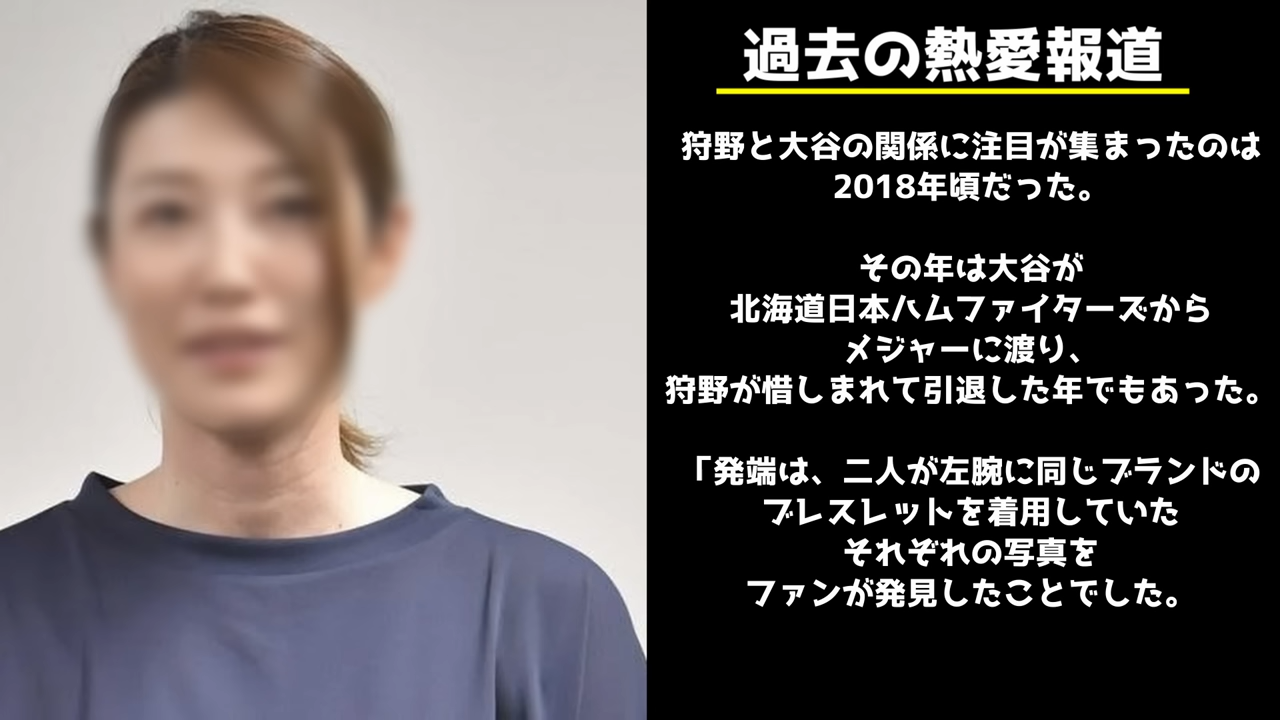 過去の熱愛報道
狩野と大谷の関係に注目が集まったのは
2018年頃だった。
その年は大谷が
北海道日本ハムファイターズから
メジャーに渡り、
狩野が惜しまれて引退した年でもあった。
「発端は、二人が左腕に同じブランドの
ブレスレットを着用していた
それぞれの写真を
ファンが発見したことでした。